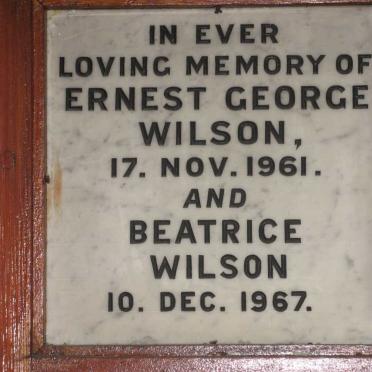 IN EVER
LOVING MEMORY OF
ERNEST GEORGE
WILSON,
17. NOV. 1961.
AND
BEATRICE
WILSON
10. DEC. 1967.